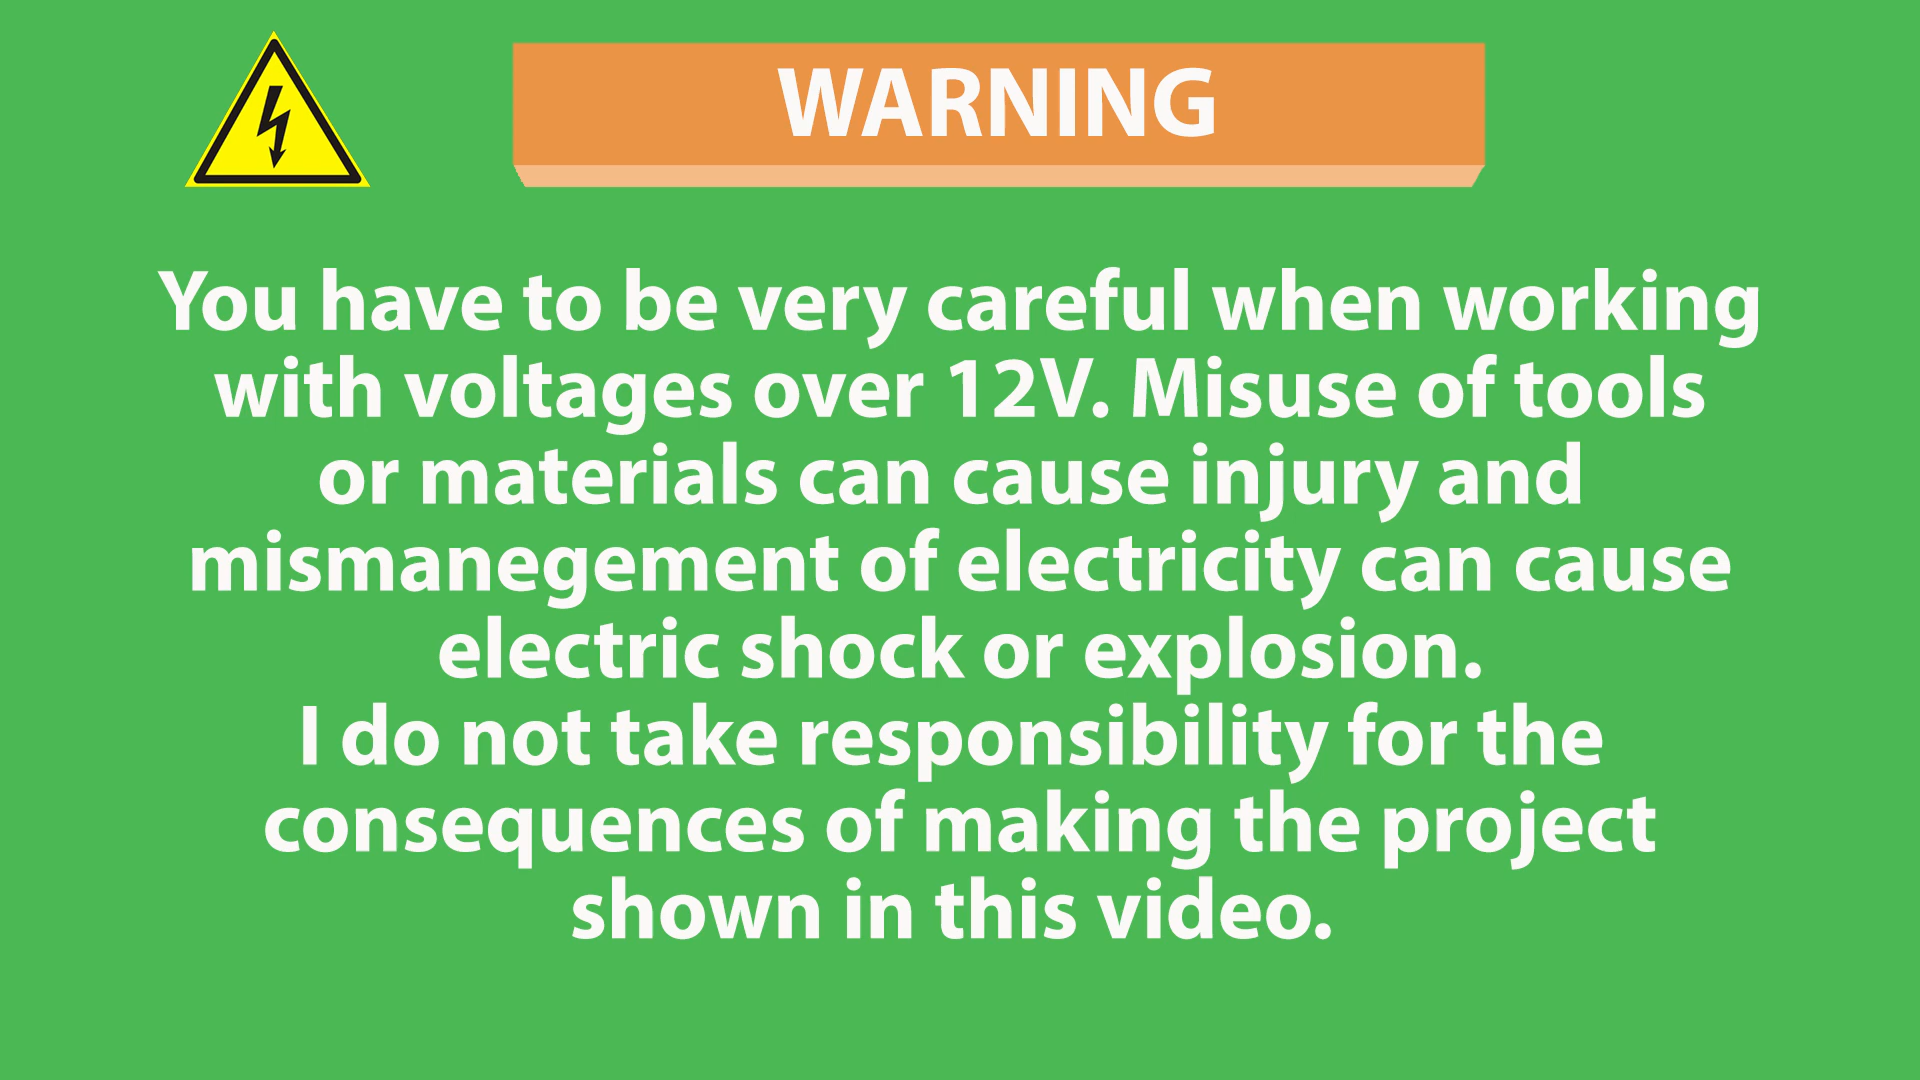 WARNING
You have to be very careful when working
with voltages over 12V. Misuse of tools
or materials can cause injury and
mismanegement of electricity can cause
electric shock or explosion.
I do not take responsibility for the
consequences of making the project
shown in this video.